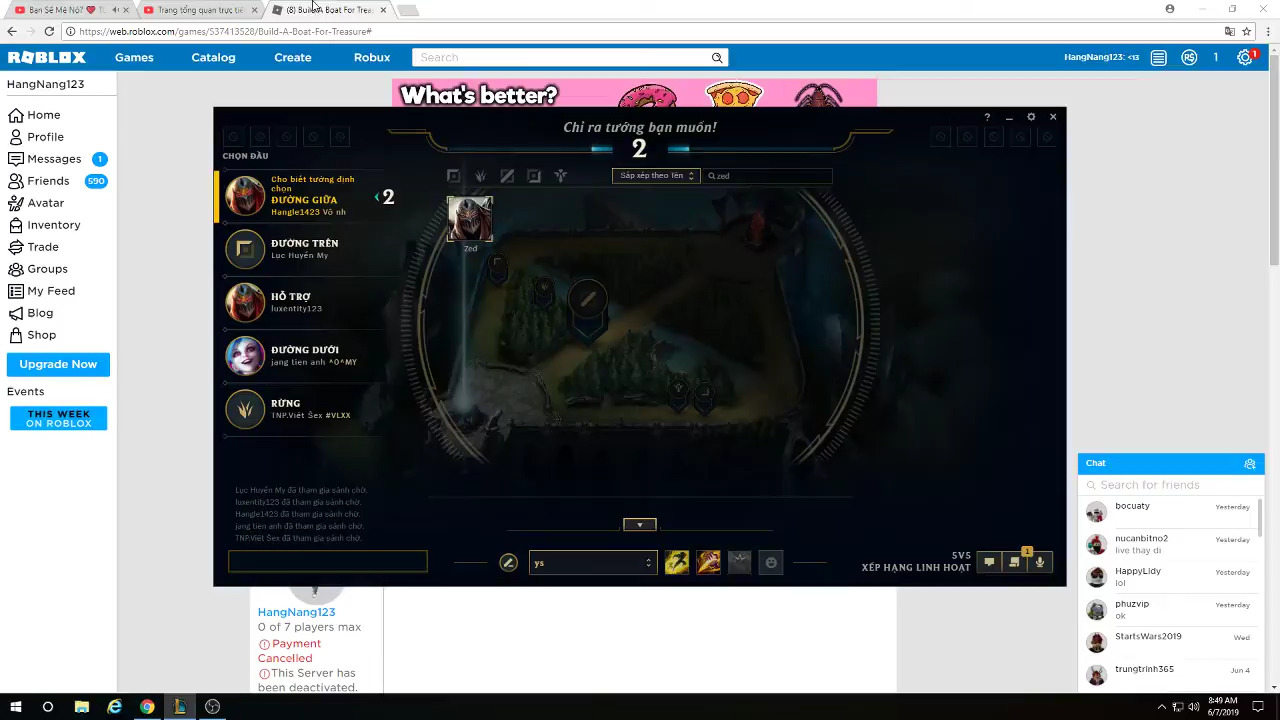 Bạn Sẽ Mê Nó? ❤ T
Trang tổng quan trực tiế
(8) Build A Boat For Treas
https://web.roblox.com/games/537413528/Build-A-Boat-For-Treasure#
ROBLOX
Games
Catalog
Create
Robux
Search
HangNang123: <13
1
1
HangNang123
Home
Profile
Messages 1
Friends 590
Avatar
Inventory
Trade
Groups
My Feed
Blog
Shop
Upgrade Now
Events
THIS WEEK
ON ROBLOX
What's better?
Chỉ ra tướng bạn muốn!
2
CHỌN ĐẦU
Sắp xếp theo Tên
zed
Cho biết tướng định
chọn
ĐƯỜNG GIỮA
Hangle1423 Vô nh
2
Zed
ĐƯỜNG TRÊN
Lục Huyền My
HỖ TRỢ
luxentity123
ĐƯỜNG DƯỚI
jang tien anh ^O^MY
RỪNG
TNP.Viêt Šex #VLXX
Lục Huyền My đã tham gia sảnh chờ.
luxentity123 đã tham gia sảnh chờ.
Hangle1423 đã tham gia sảnh chờ.
jang tien anh đã tham gia sảnh chờ.
TNP.Viêt Šex đã tham gia sảnh chờ.
ys
5V5
XẾP HẠNG LINH HOẠT
1
HangNang123
0 of 7 players max
Payment
Cancelled
This Server has
been deactivated.
Chat
Search for friends
bocuaty Yesterday
nucanbitno2 Yesterday
live thay di
HappyLidy Yesterday
lol
phuzvip Yesterday
ok
StartsWars2019 Wed
trungtrinh365 Jun 4
8:49 AM
6/7/2019